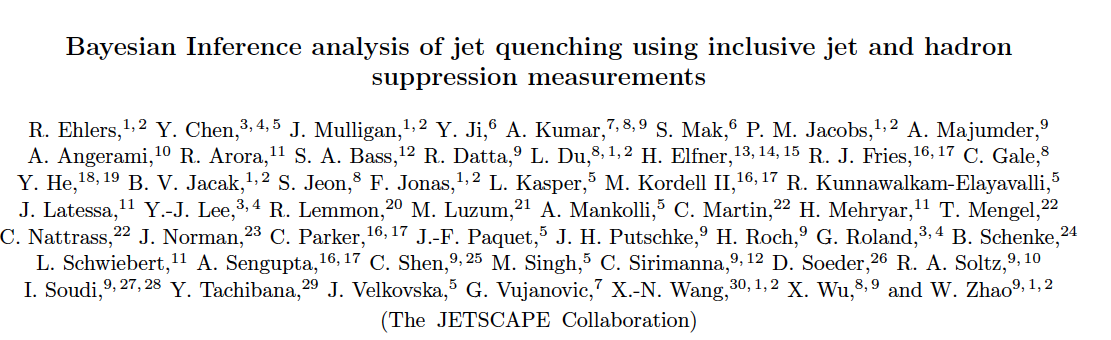 Bayesian Inference analysis of jet quenching using inclusive jet and hadron
suppression measurements
R. Ehlers,1, 2 Y. Chen,3, 4, 5 J. Mulligan,1, 2 Y. Ji,6 A. Kumar,7, 8, 9 S. Mak,6 P. M. Jacobs,1, 2 A. Majumder,9
A. Angerami,10 R. Arora,11 S. A. Bass,12 R. Datta,9 L. Du,8, 1, 2 H. Elfner,13, 14, 15 R. J. Fries,16, 17 C. Gale,8
Y. He,18, 19 B. V. Jacak,1, 2 S. Jeon,8 F. Jonas,1, 2 L. Kasper,5 M. Kordell II,16, 17 R. Kunnawalkam-Elayavalli,5
J. Latessa,11 Y.-J. Lee,3, 4 R. Lemmon,20 M. Luzum,21 A. Mankolli,5 C. Martin,22 H. Mehryar,11 T. Mengel,22
C. Nattrass,22 J. Norman,23 C. Parker,16, 17 J.-F. Paquet,5 J. H. Putschke,9 H. Roch,9 G. Roland,3, 4 B. Schenke,24
L. Schwiebert,11 A. Sengupta,16, 17 C. Shen,9, 25 M. Singh,5 C. Sirimanna,9, 12 D. Soeder,26 R. A. Soltz,9, 10
I. Soudi,9, 27, 28 Y. Tachibana,29 J. Velkovska,5 G. Vujanovic,7 X.-N. Wang,30, 1, 2 X. Wu,8, 9 and W. Zhao9, 1, 2
(The JETSCAPE Collaboration)